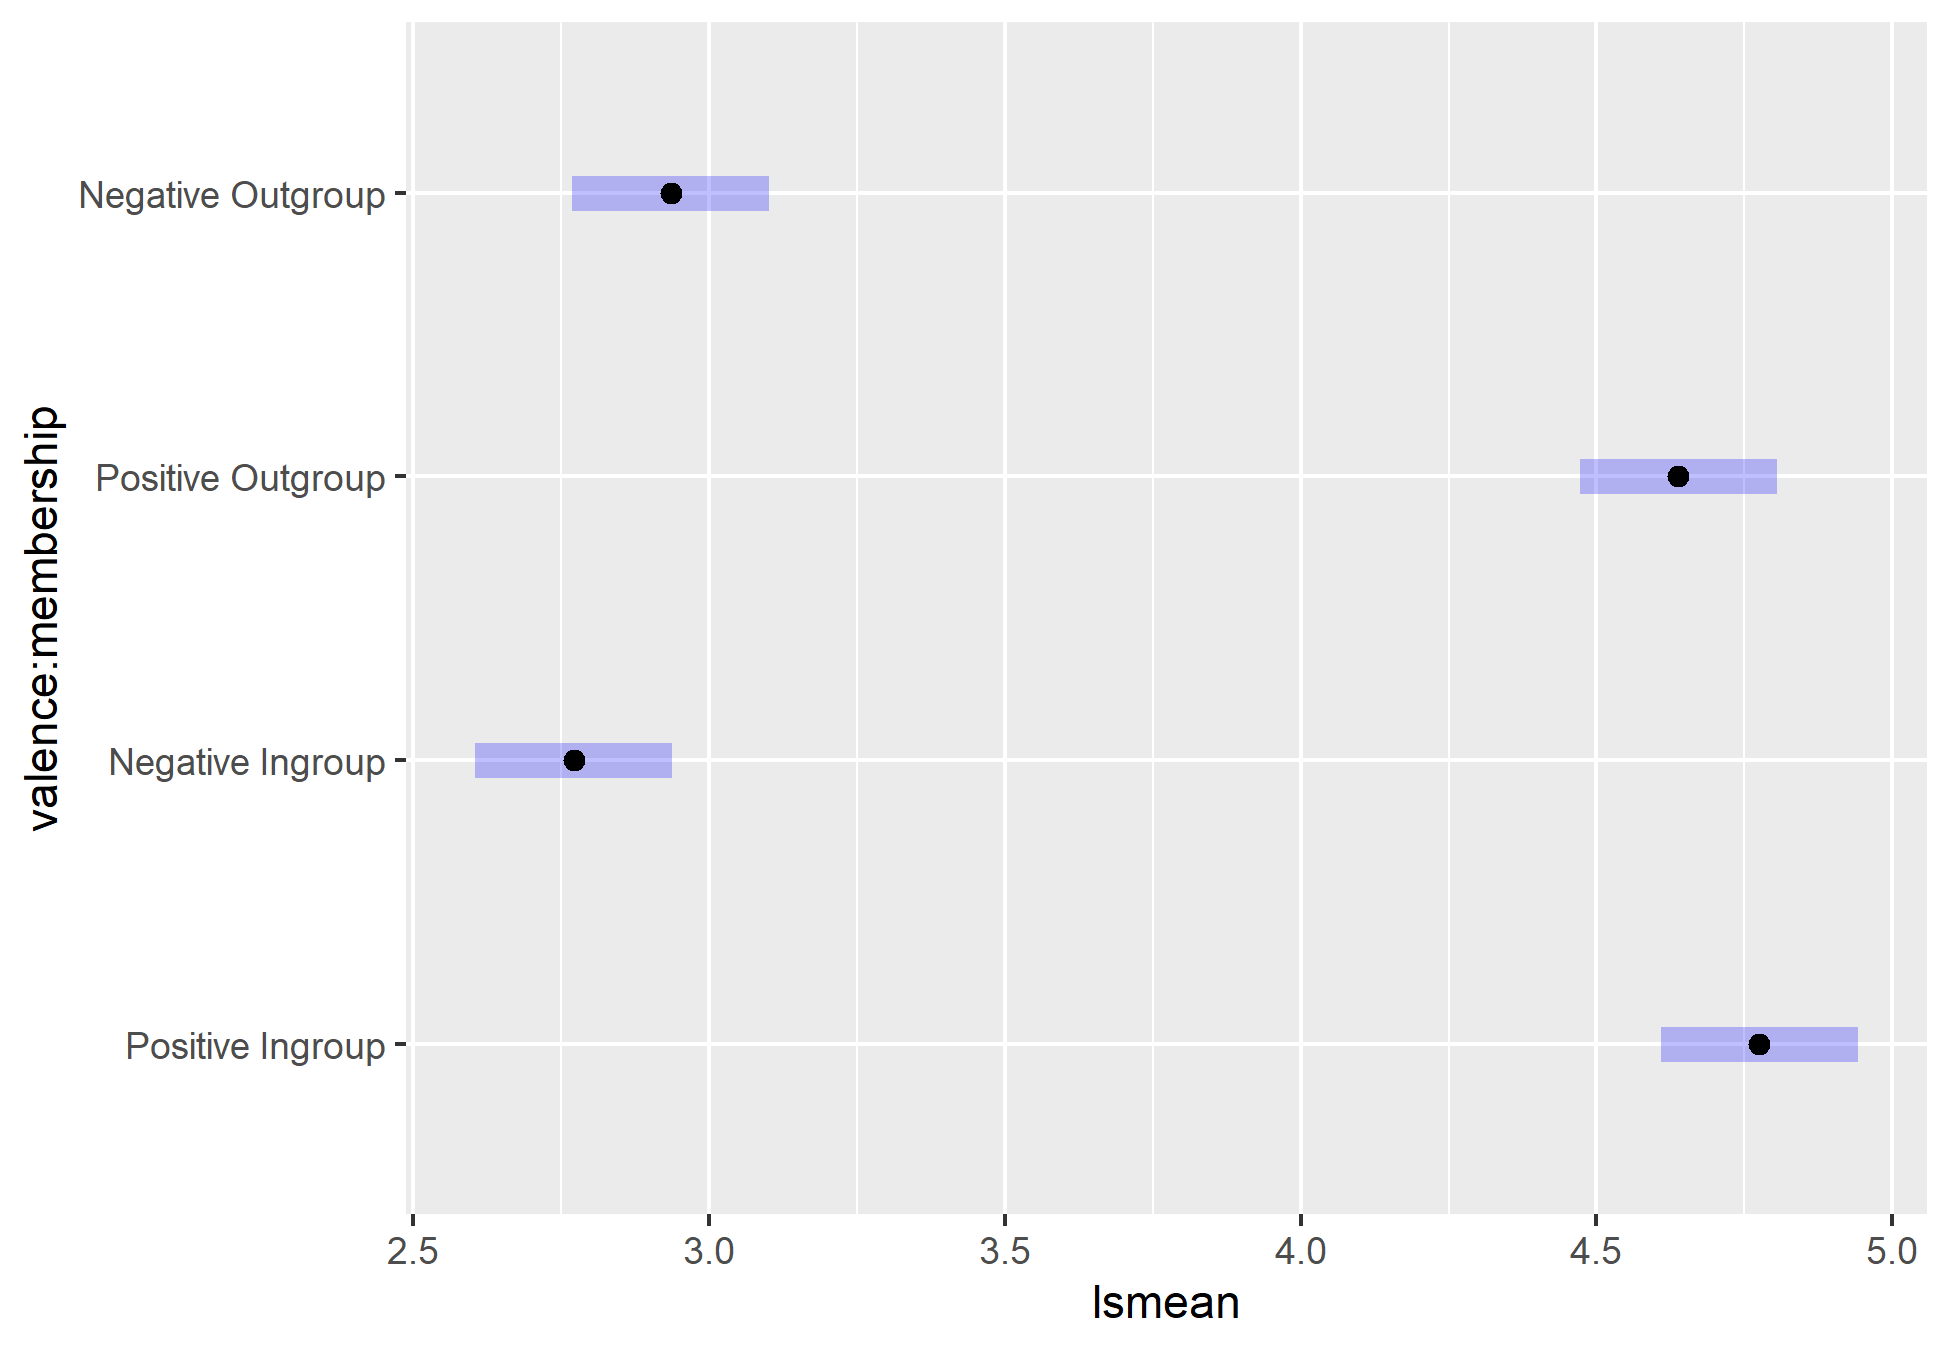 valence:membership
Negative Outgroup
Positive Outgroup
Negative Ingroup
Positive Ingroup
2.5 3.0 3.5 4.0 4.5 5.0
lsmean